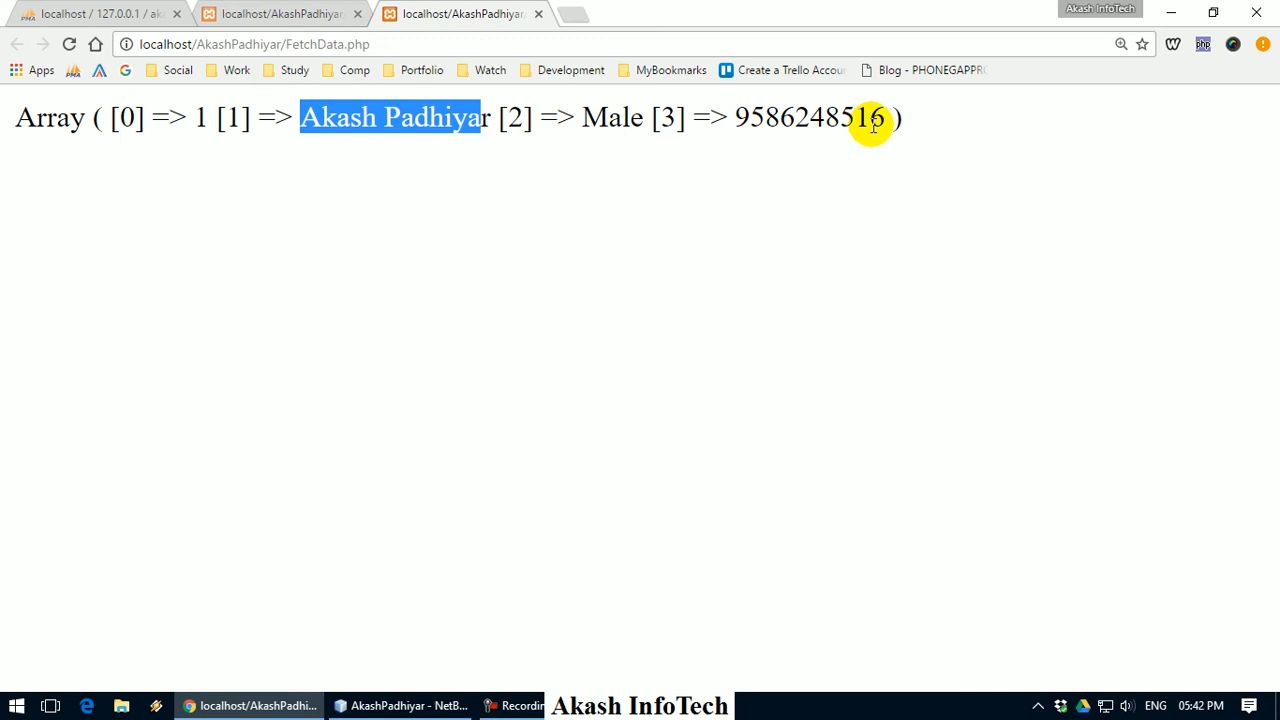 localhost / 127.0.0.1 / aka
localhost/AkashPadhiyar
localhost/AkashPadhiyar
Akash InfoTech
localhost/AkashPadhiyar/FetchData.php
Apps
Social
Work
Study
Comp
Portfolio
Watch
Development
MyBookmarks
Create a Trello Accou
Blog - PHONEGAPPRO
Array ( [0] => 1 [1] => Akash Padhiyar [2] => Male [3] => 9586248516 )
localhost/AkashPadhi...
AkashPadhiyar - NetB...
Recordin
Akash InfoTech
ENG
05:42 PM